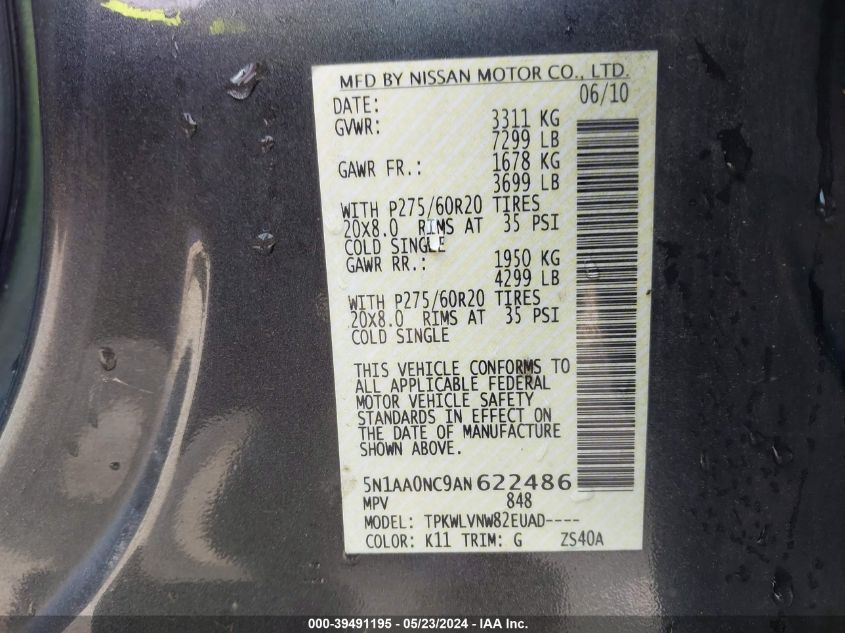 MFD BY NISSAN MOTOR CO., LTD.
DATE: 06/10
GVWR: 3311 KG
7299 LB
GAWR FR.: 1678 KG
3699 LB
WITH P275/60R20 TIRES
20X8.0 RIMS AT 35 PSI
COLD SINGLE
GAWR RR.: 1950 KG
4299 LB
WITH P275/60R20 TIRES
20X8.0 RIMS AT 35 PSI
COLD SINGLE
THIS VEHICLE CONFORMS TO
ALL APPLICABLE FEDERAL
MOTOR VEHICLE SAFETY
STANDARDS IN EFFECT ON
THE DATE OF MANUFACTURE
SHOWN ABOVE.
5N1AA0NC9AN622486
MPV 848
MODEL: TPKWLVNW82EUAD----
COLOR: K11 TRIM: G ZS40A
000-39491195 - 05/23/2024 - IAA Inc.